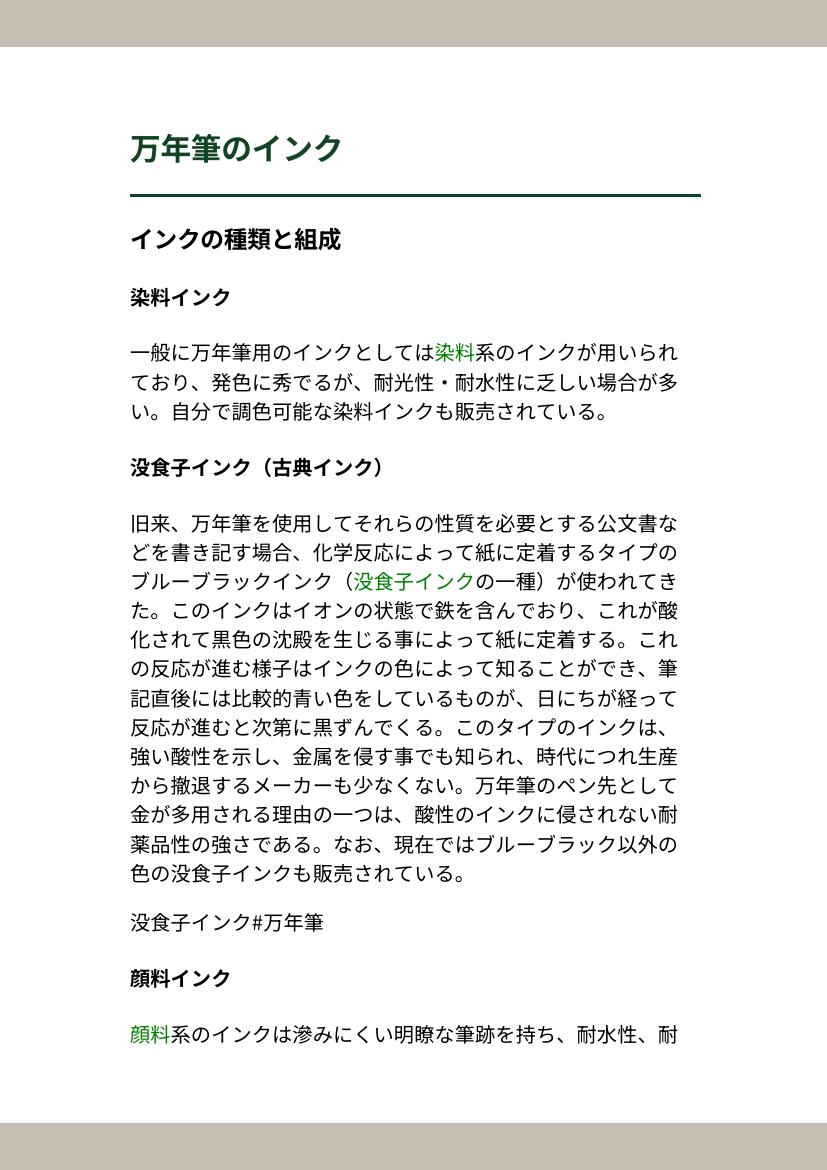 万年筆のインク
インクの種類と組成
染料インク
一般に万年筆用のインクとしては染料系のインクが用いられ
ており、発色に秀でるが、耐光性・耐水性に乏しい場合が多
い。自分で調色可能な染料インクも販売されている。
没食子インク（古典インク）
旧来、万年筆を使用してそれらの性質を必要とする公文書な
どを書き記す場合、化学反応によって紙に定着するタイプの
ブルーブラックインク（没食子インクの一種）が使われてき
た。このインクはイオンの状態で鉄を含んでおり、これが酸
化されて黒色の沈殿を生じる事によって紙に定着する。これ
の反応が進む様子はインクの色によって知ることができ、筆
記直後には比較的青い色をしているものが、日にちが経って
反応が進むと次第に黒ずんでくる。このタイプのインクは、
強い酸性を示し、金属を侵す事でも知られ、時代につれ生産
から撤退するメーカーも少なくない。万年筆のペン先として
金が多用される理由の一つは、酸性のインクに侵されない耐
薬品性の強さである。なお、現在ではブルーブラック以外の
色の没食子インクも販売されている。
没食子インク#万年筆
顔料インク
顔料系のインクは滲みにくい明瞭な筆跡を持ち、耐水性、耐